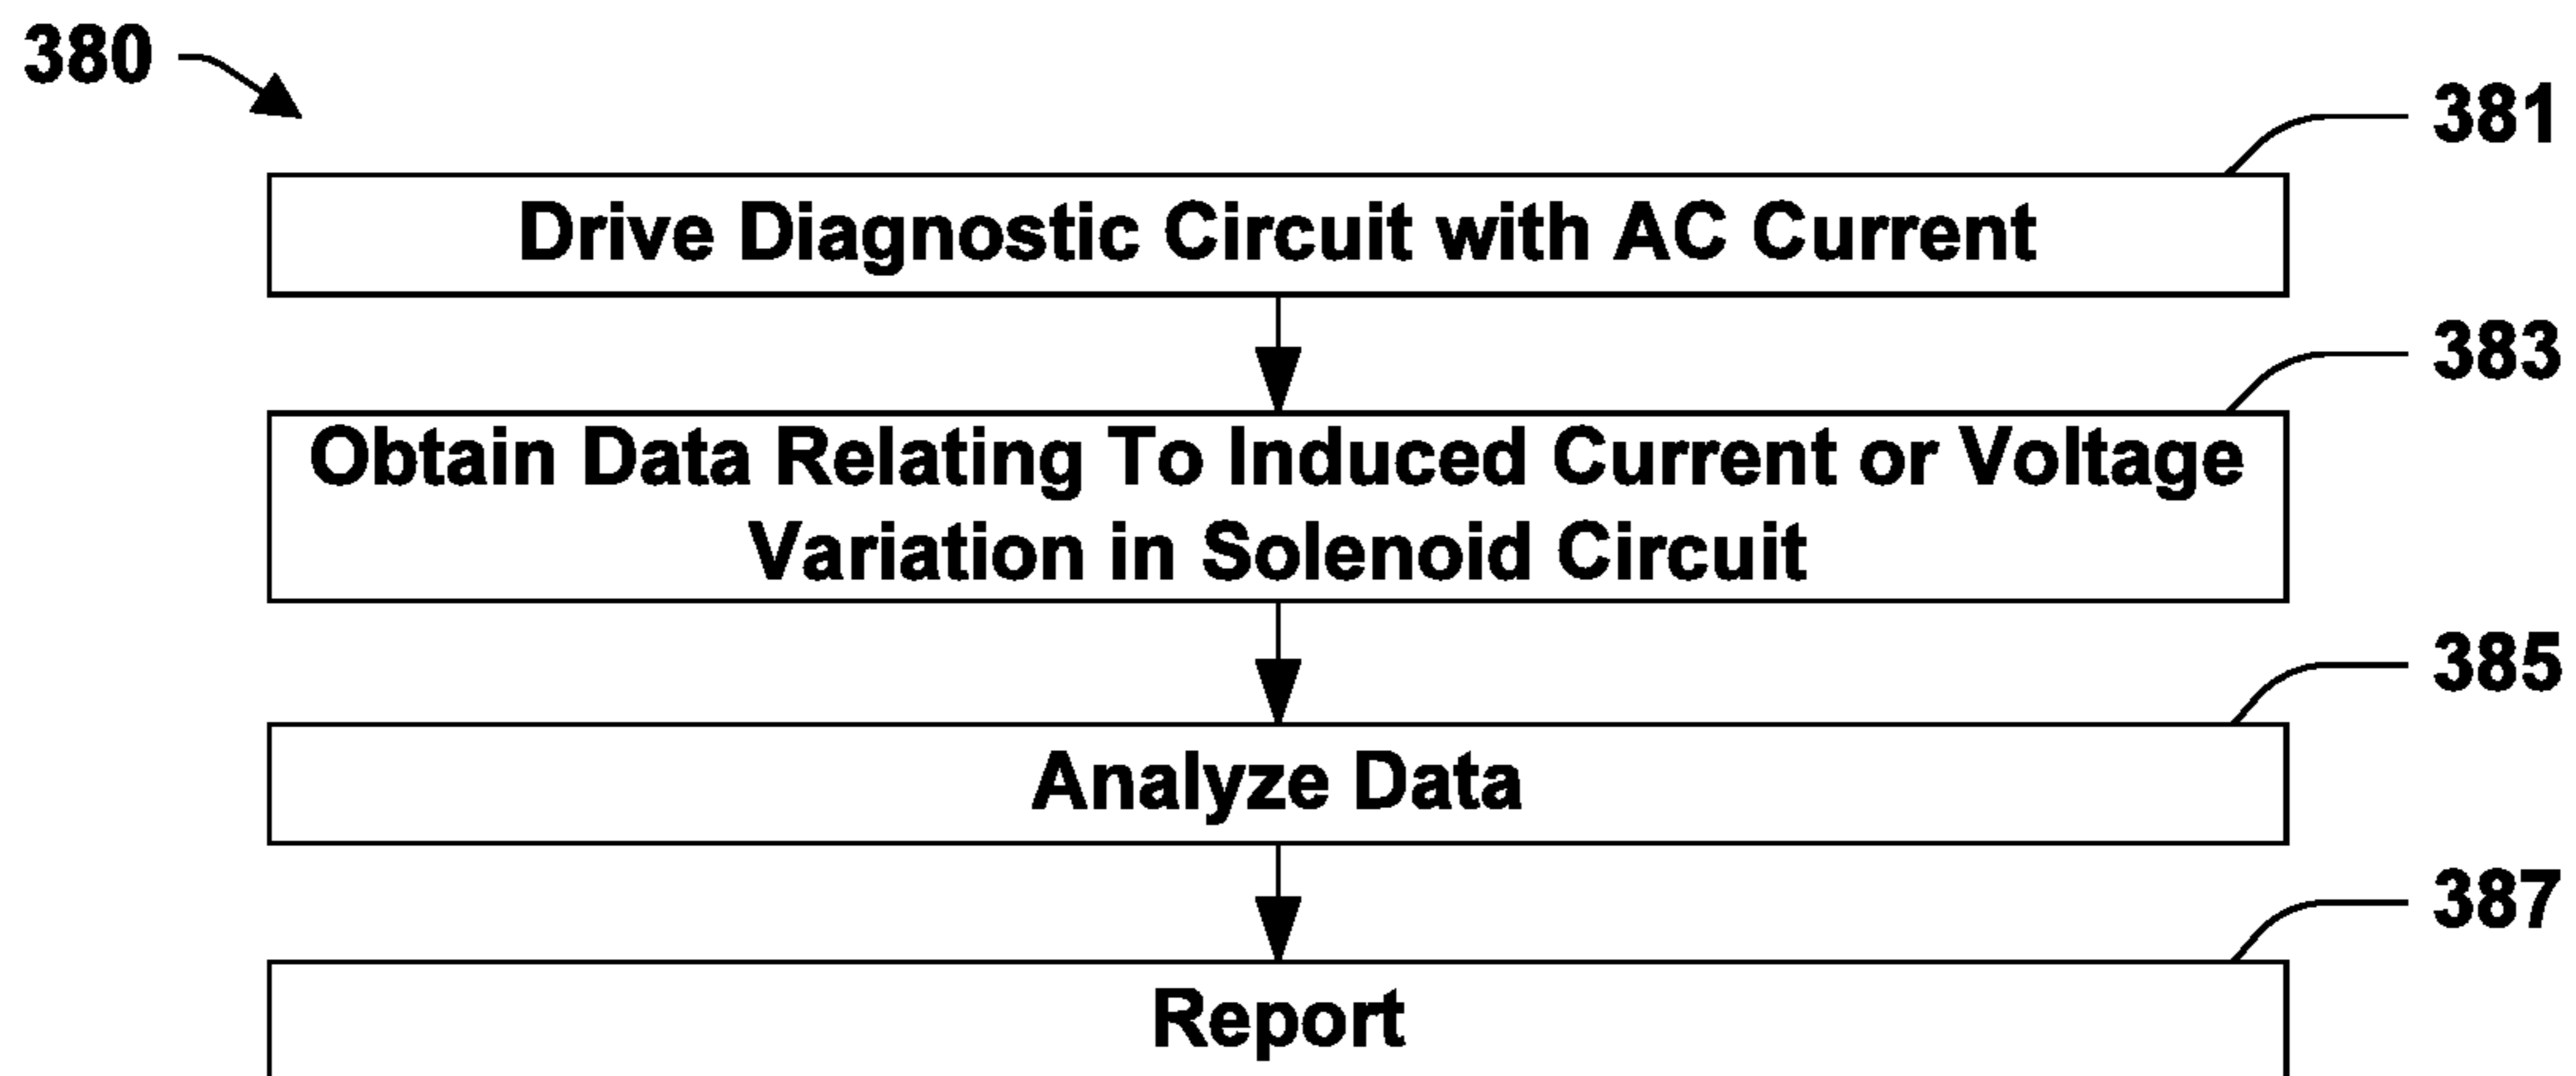 380
381
Drive Diagnostic Circuit with AC Current
383
Obtain Data Relating To Induced Current or Voltage
Variation in Solenoid Circuit
385
Analyze Data
387
Report